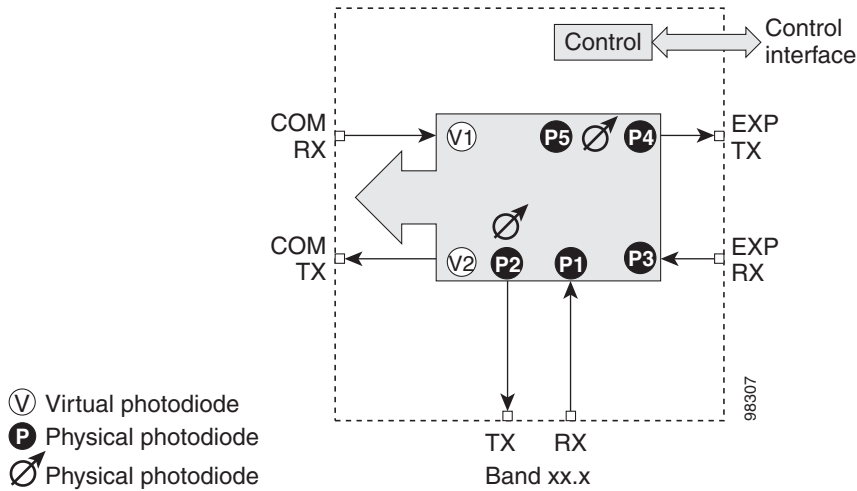 Control
Control
interface
COM
RX
V1
P5
P4
EXP
TX
COM
TX
V2
P2
P1
P3
EXP
RX
98307
V Virtual photodiode
P Physical photodiode
Physical photodiode
TX RX
Band xx.x